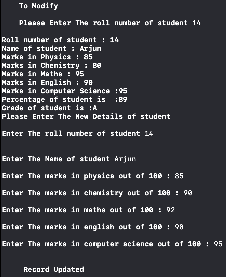 To Modify
Please Enter The roll number of student 14
Roll number of student : 14
Name of student : Arjun
Marks in Physics : 85
Marks in Chemistry : 80
Marks in Maths : 95
Marks in English : 90
Marks in Computer Science :95
Percentage of student is  :89
Grade of student is :A
Please Enter The New Details of student
Enter The roll number of student 14
Enter The Name of student Arjun
Enter The marks in physics out of 100 : 85
Enter The marks in chemistry out of 100 : 90
Enter The marks in maths out of 100 : 92
Enter The marks in english out of 100 : 90
Enter The marks in computer science out of 100 : 95
Record Updated